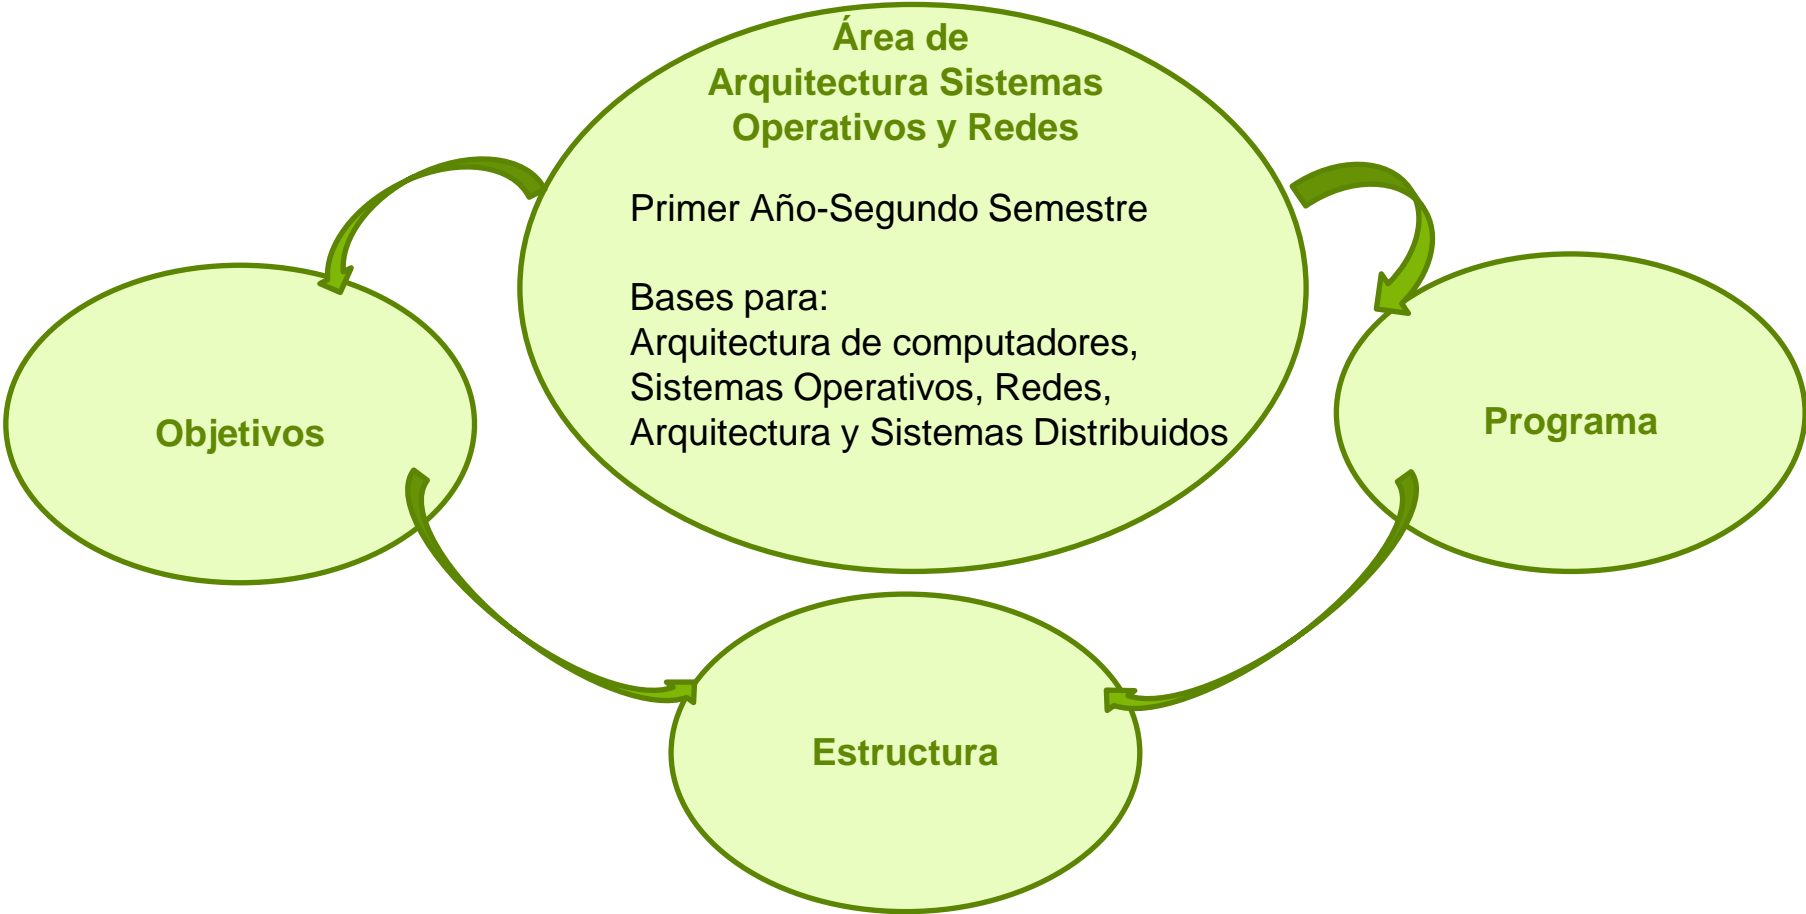 Área de
Arquitectura Sistemas
Operativos y Redes
Primer Año-Segundo Semestre
Bases para:
Arquitectura de computadores,
Sistemas Operativos, Redes,
Arquitectura y Sistemas Distribuidos
Objetivos
Programa
Estructura